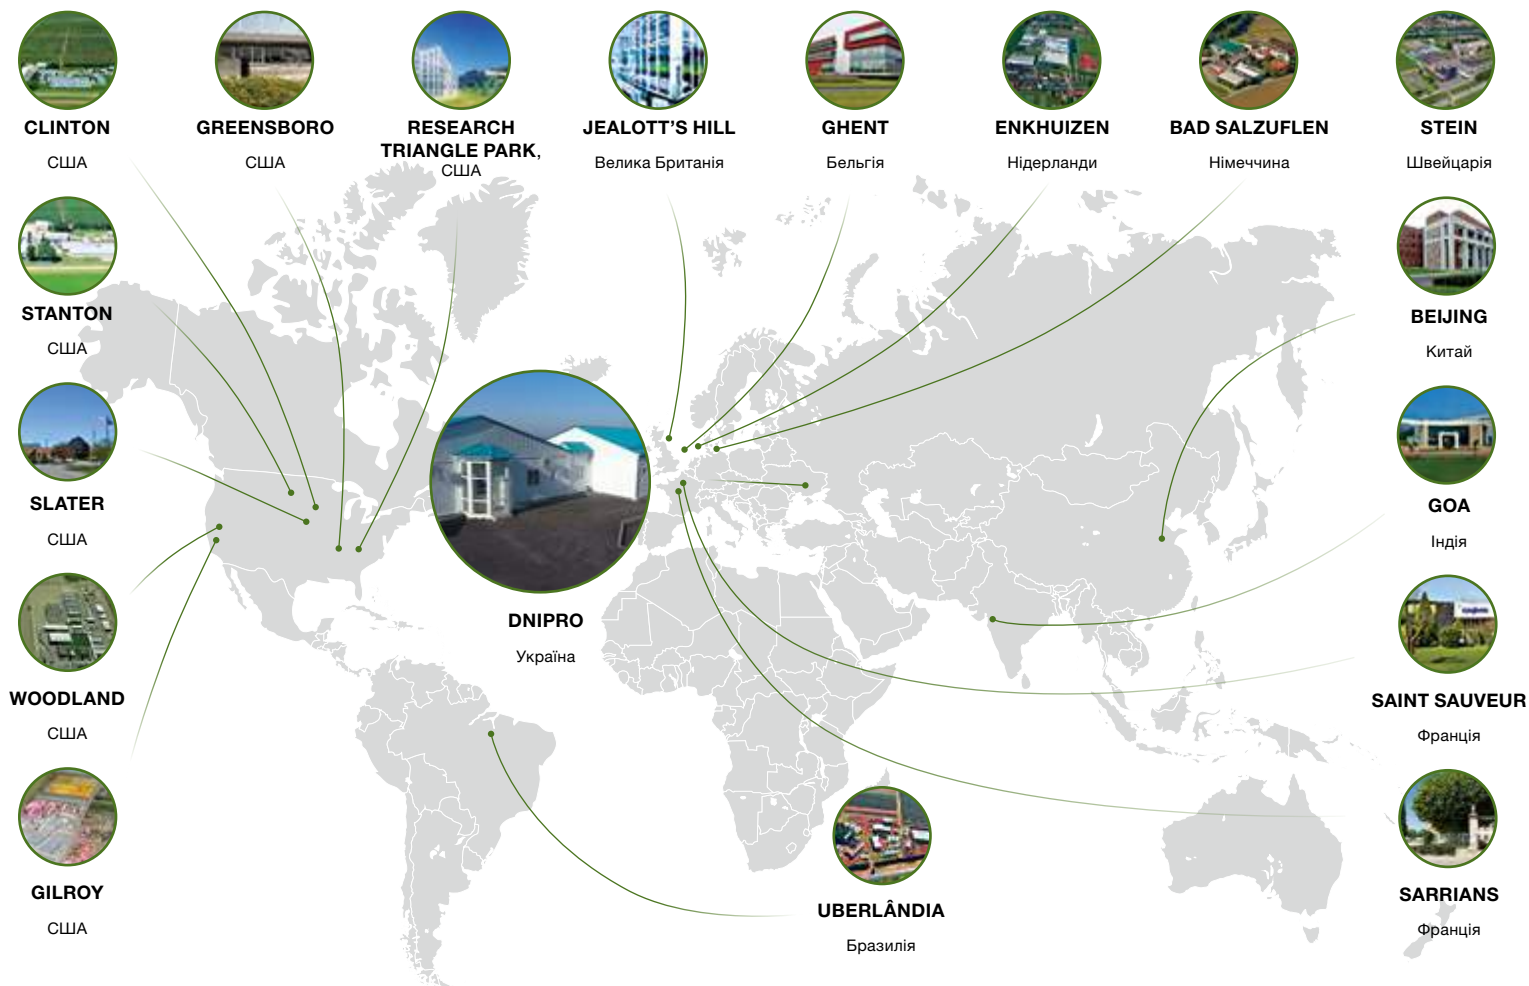 CLINTON
США
GREENSBORO
США
RESEARCH
TRIANGLE PARK,
США
JEALOTT’S HILL
Велика Британія
GHENT
Бельгія
ENKHUIZEN
Нідерланди
BAD SALZUFLEN
Німеччина
STEIN
Швейцарія
STANTON
США
BEIJING
Китай
SLATER
США
GOA
Індія
DNIPRO
Україна
WOODLAND
США
SAINT SAUVEUR
Франція
GILROY
США
UBERLÂNDIA
Бразилія
SARRIANS
Франція